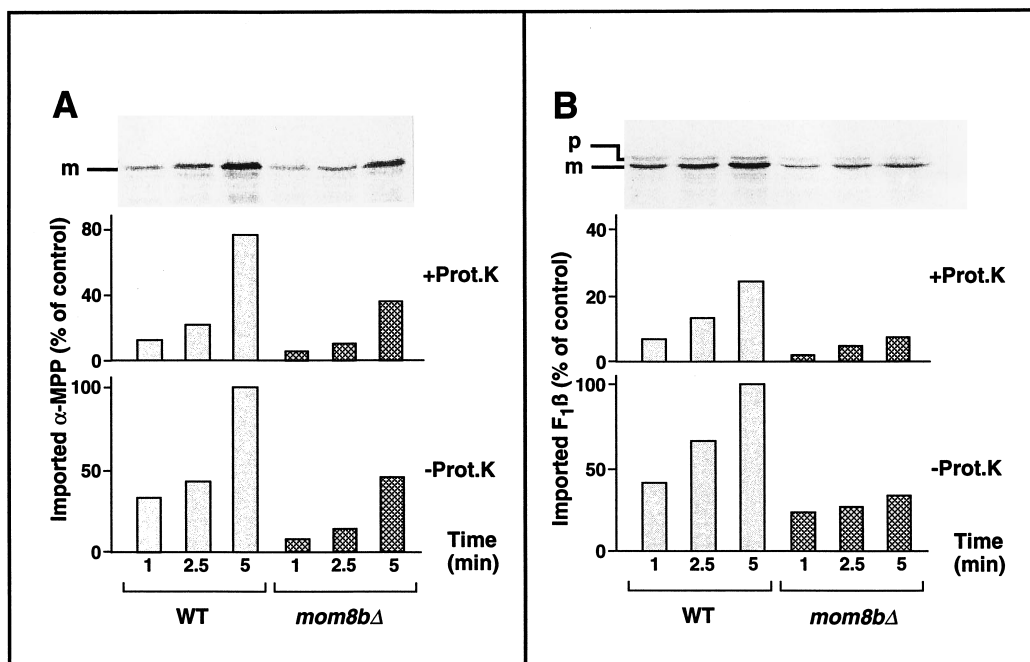 A
m
Imported α-MPP (% of control)
80
40
0
+Prot.K
100
50
0
-Prot.K
1 2.5 5 1 2.5 5
Time
(min)
WT mom8bΔ
B
p
m
Imported F1ß (% of control)
40
20
0
+Prot.K
100
50
0
-Prot.K
1 2.5 5 1 2.5 5
Time
(min)
WT mom8bΔ